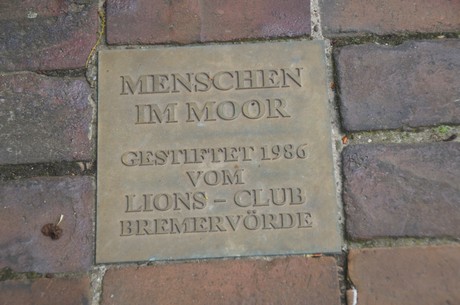 MENSCHEN
IM MOOR
GESTIFTET 1986
VOM
LIONS – CLUB
BREMERVÖRDE